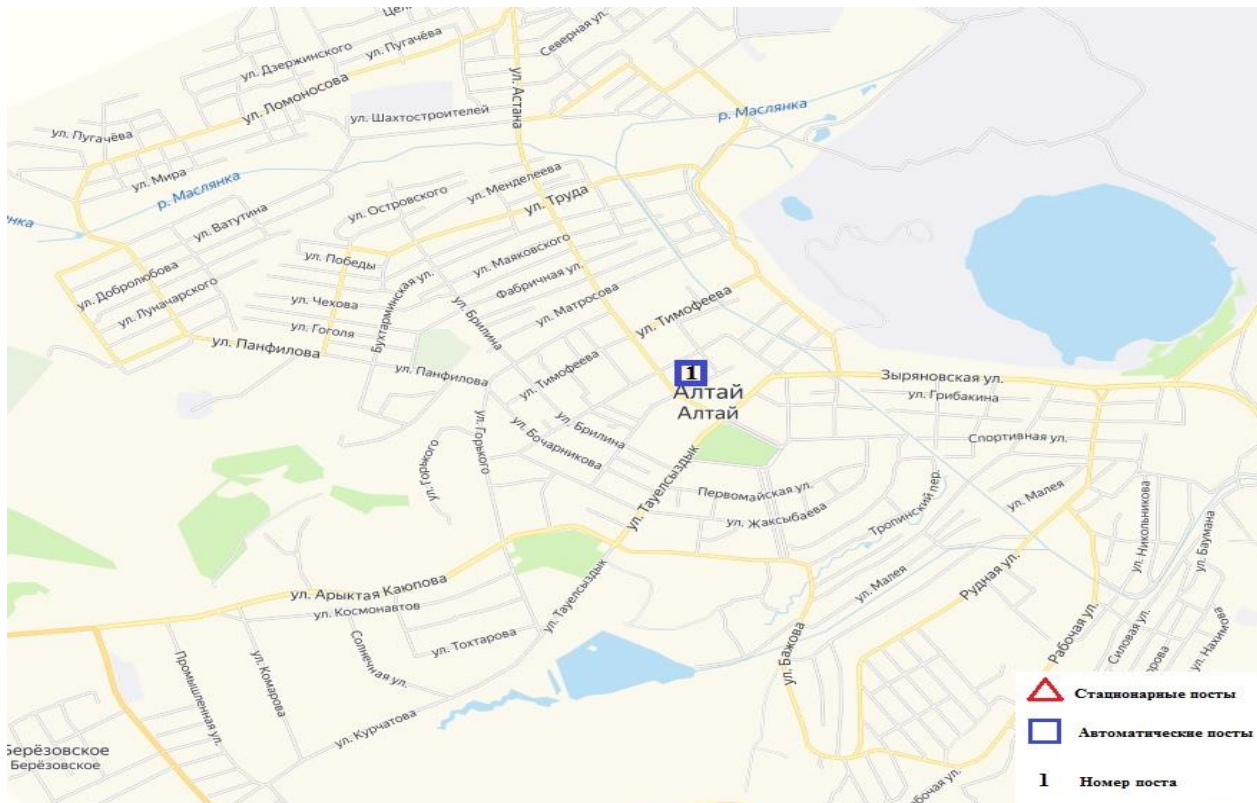 Северная ул.
ул. Пугачёва
ул. Дзержинского
ул. Ломоносова
ул. Астана
ул. Шахтостроителей
р. Маслянка
ул. Пугачёва
ул. Мира
р. Маслянка
ул. Менделеева
ул. Островского
ул. Труда
ул. Ватутина
ул. Победы
ул. Маяковского
ул. Добролюбова
Бухтарминская ул.
Фабричная ул.
ул. Чехова
ул. Луначарского
ул. Матросова
ул. Тимофеева
ул. Гоголя
ул. Брилина
ул. Панфилова
ул. Панфилова
ул. Тимофеева
1
Зыряновская ул.
Алтай
Алтай
ул. Грибакина
ул. Брилина
ул. Горького
ул. Бочарникова
Спортивная ул.
ул. Горького
ул. Тауелсыздык
Первомайская ул.
ул. Малея
ул. Жаксыбаева
Тропинский пер.
ул. Никольникова
ул. Баумана
ул. Арыктая Каюпова
ул. Космонавтов
ул. Тауелсыздык
ул. Малея
Рудная ул.
ул. Тохтарова
Солнечная ул.
ул. Бажова
Рабочая ул.
Силовая ул.
ул. Нахимова
Промышленная ул.
ул. Комарова
ул. Курчатова
Берёзовское
Берёзовское
Стационарные посты
Автоматические посты
1 Номер поста